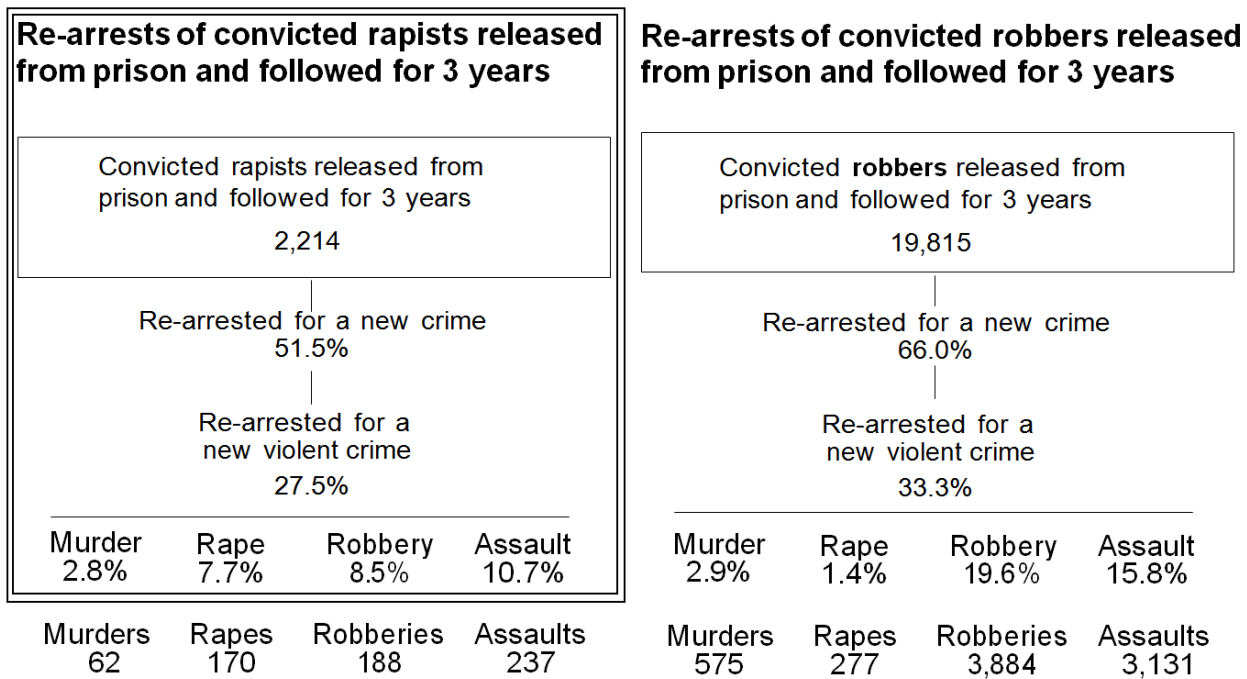 Re-arrests of convicted rapists released
from prison and followed for 3 years
Convicted rapists released from
prison and followed for 3 years
2,214
Re-arrested for a new crime
51.5%
Re-arrested for a
new violent crime
27.5%
Murder Rape Robbery Assault
2.8% 7.7% 8.5% 10.7%
Murders Rapes Robberies Assaults
62 170 188 237
Re-arrests of convicted robbers released
from prison and followed for 3 years
Convicted robbers released from
prison and followed for 3 years
19,815
Re-arrested for a new crime
66.0%
Re-arrested for a
new violent crime
33.3%
Murder Rape Robbery Assault
2.9% 1.4% 19.6% 15.8%
Murders Rapes Robberies Assaults
575 277 3,884 3,131